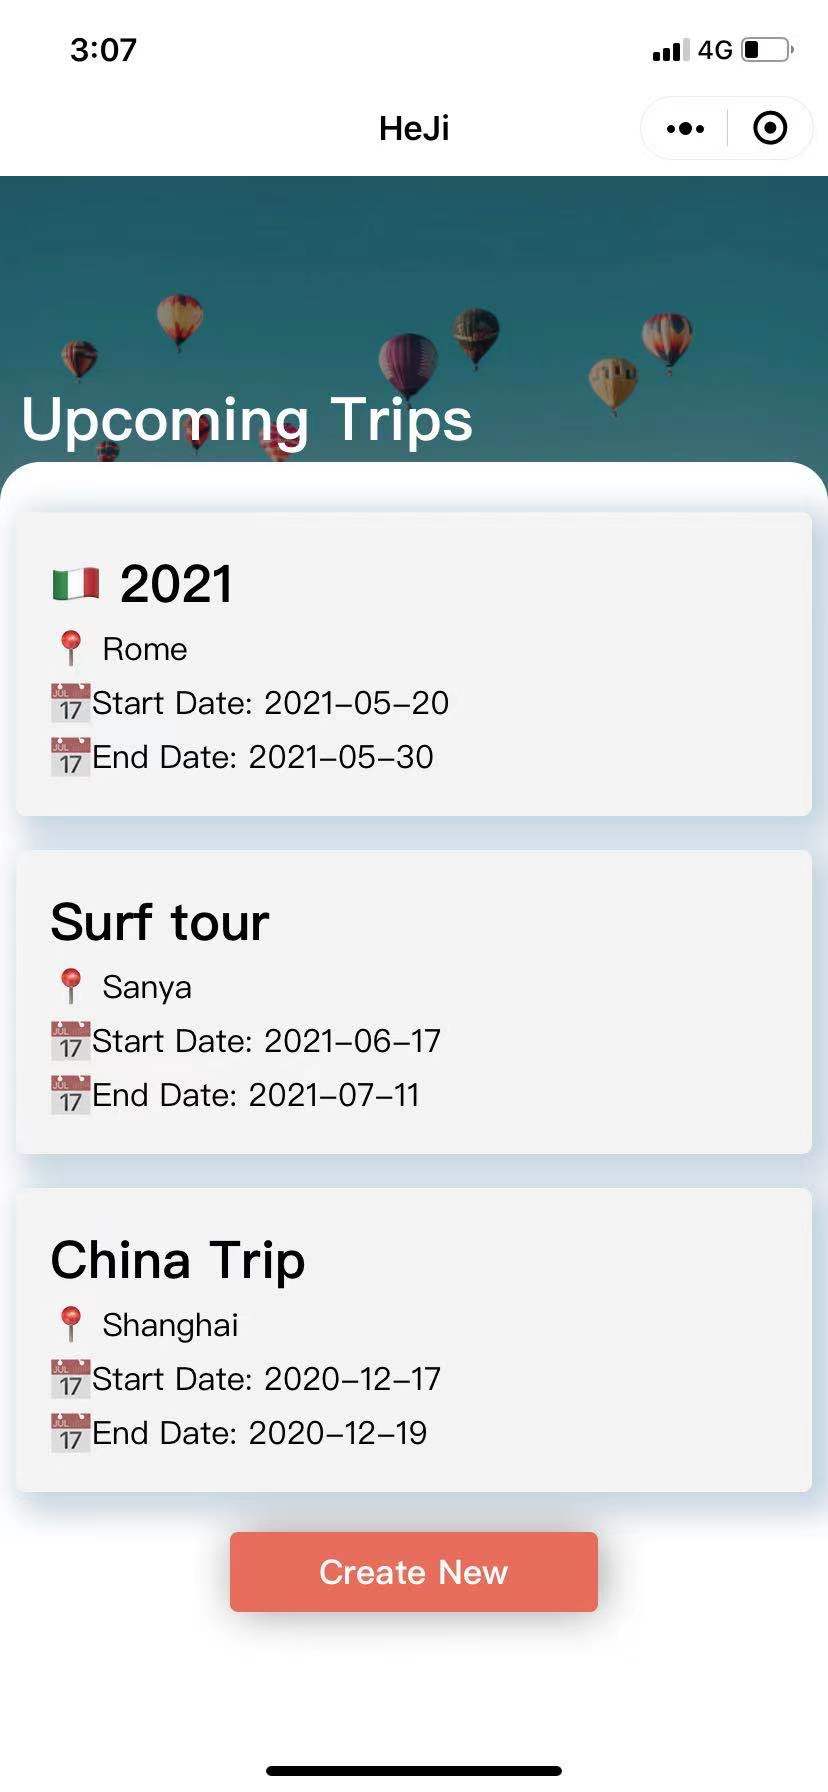 3:07
4G
HeJi
Upcoming Trips
🇮🇹 2021
📍 Rome
📅Start Date: 2021-05-20
📅End Date: 2021-05-30
Surf tour
📍 Sanya
📅Start Date: 2021-06-17
📅End Date: 2021-07-11
China Trip
📍 Shanghai
📅Start Date: 2020-12-17
📅End Date: 2020-12-19
Create New